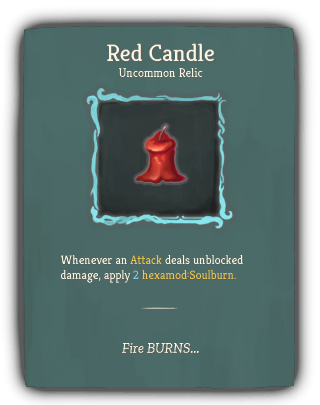 Red Candle
Uncommon Relic
Whenever an Attack deals unblocked
damage, apply 2 hexamod:Soulburn.
Fire BURNS...